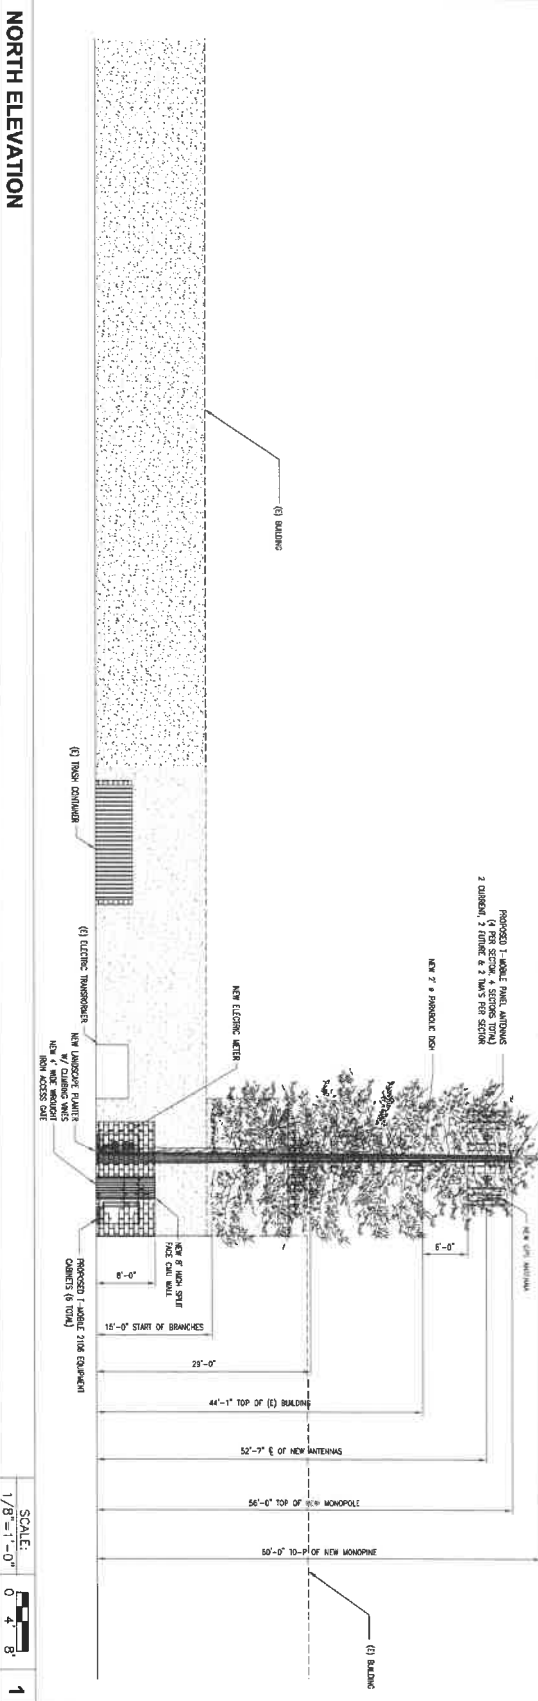 (E) BUILDING
(E) TRASH CONTAINER
(E) ELECTRIC TRANSFORMER
NEW LANDSCAPE PLANTER
W/ CLIMBING VINES
NEW 4' WIDE WROUGHT
IRON ACCESS GATE
NEW ELECTRIC METER
NEW 2' ø PARABOLIC DISH
PROPOSED T-MOBILE PANEL ANTENNAS
(4 PER SECTOR, 4 SECTORS TOTAL)
2 CURRENT, 2 FUTURE & 2 TMA'S PER SECTOR
NEW GPS ANTENNA
NEW 8' HIGH SPLIT
FACE CMU WALL
PROPOSED T-MOBILE 2106 EQUIPMENT
CABINETS (6 TOTAL)
6'-0"
8'-0"
15'-0" START OF BRANCHES
29'-0"
44'-1" TOP OF (E) BUILDING
52'-7" ℄ OF NEW ANTENNAS
56'-0" TOP OF NEW MONOPOLE
60'-0" TO-P OF NEW MONOPINE
(E) BUILDING
NORTH ELEVATION
SCALE:
1/8"=1'-0"
0 4' 8'
1